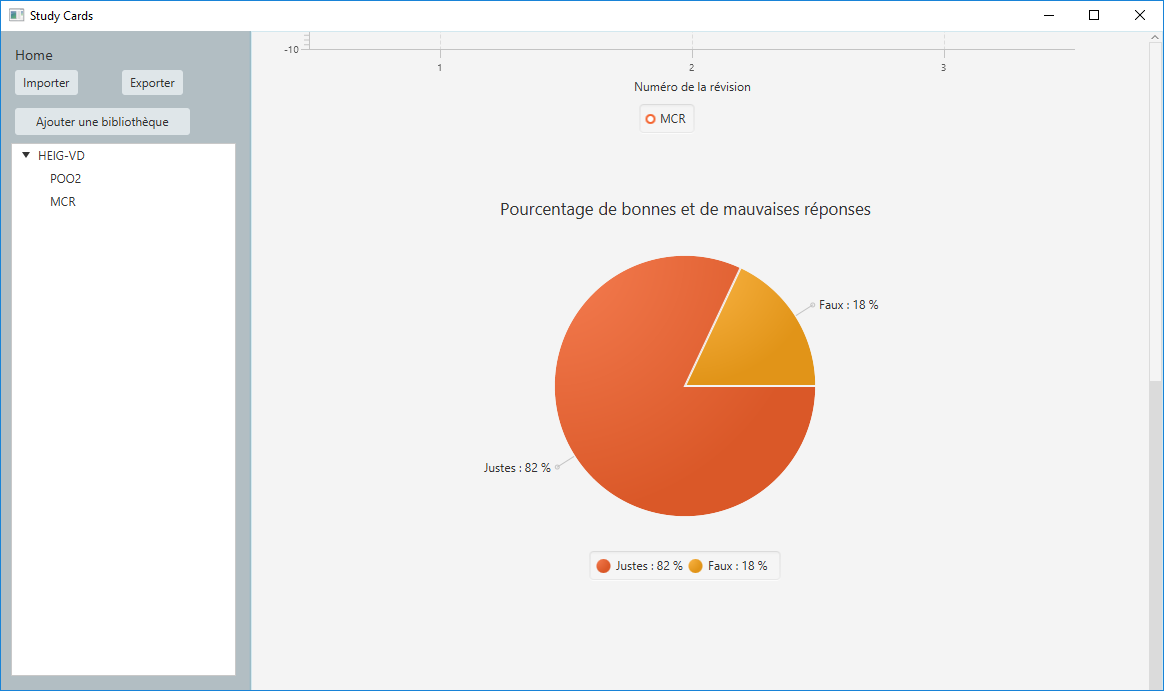 Study Cards
Home
Importer
Exporter
Ajouter une bibliothèque
HEIG-VD
POO2
MCR
-10
1
2
3
Numéro de la révision
MCR
Pourcentage de bonnes et de mauvaises réponses
Faux : 18 %
Justes : 82 %
Justes : 82 %
Faux : 18 %